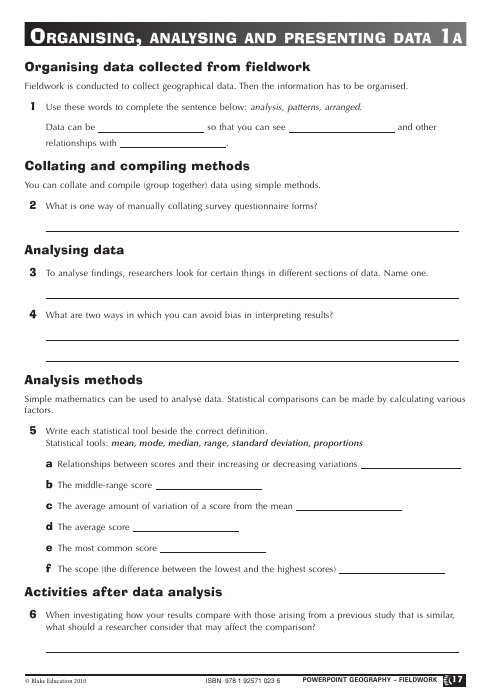 ORGANISING, ANALYSING AND PRESENTING DATA 1A
Organising data collected from fieldwork
Fieldwork is conducted to collect geographical data. Then the information has to be organised.
1 Use these words to complete the sentence below: analysis, patterns, arranged.
Data can be ____________ so that you can see ____________ and other
relationships with ____________.
Collating and compiling methods
You can collate and compile (group together) data using simple methods.
2 What is one way of manually collating survey questionnaire forms?
Analysing data
3 To analyse findings, researchers look for certain things in different sections of data. Name one.
4 What are two ways in which you can avoid bias in interpreting results?
Analysis methods
Simple mathematics can be used to analyse data. Statistical comparisons can be made by calculating various
factors.
5 Write each statistical tool beside the correct definition.
Statistical tools: mean, mode, median, range, standard deviation, proportions
a Relationships between scores and their increasing or decreasing variations ____________
b The middle-range score ____________
c The average amount of variation of a score from the mean ____________
d The average score ____________
e The most common score ____________
f The scope (the difference between the lowest and the highest scores) ____________
Activities after data analysis
6 When investigating how your results compare with those arising from a previous study that is similar,
what should a researcher consider that may affect the comparison?
© Blake Education 2010 ISBN 978 1 92571 023 6 POWERPOINT GEOGRAPHY – FIELDWORK 17